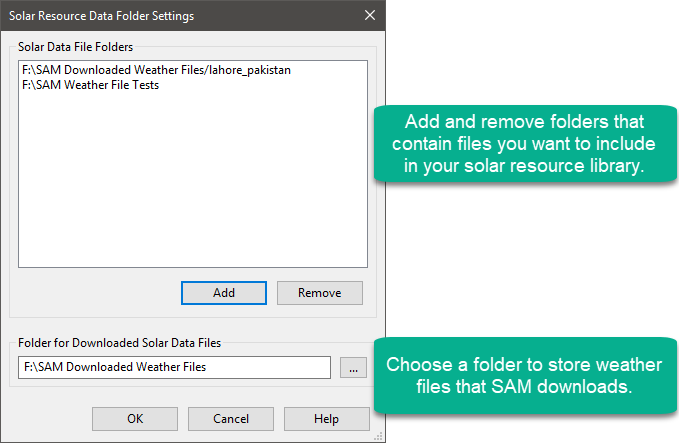 Solar Resource Data Folder Settings
Solar Data File Folders
F:\SAM Downloaded Weather Files/lahore_pakistan
F:\SAM Weather File Tests
Add and remove folders that
contain files you want to include
in your solar resource library.
Add
Remove
Folder for Downloaded Solar Data Files
F:\SAM Downloaded Weather Files
...
Choose a folder to store weather
files that SAM downloads.
OK
Cancel
Help